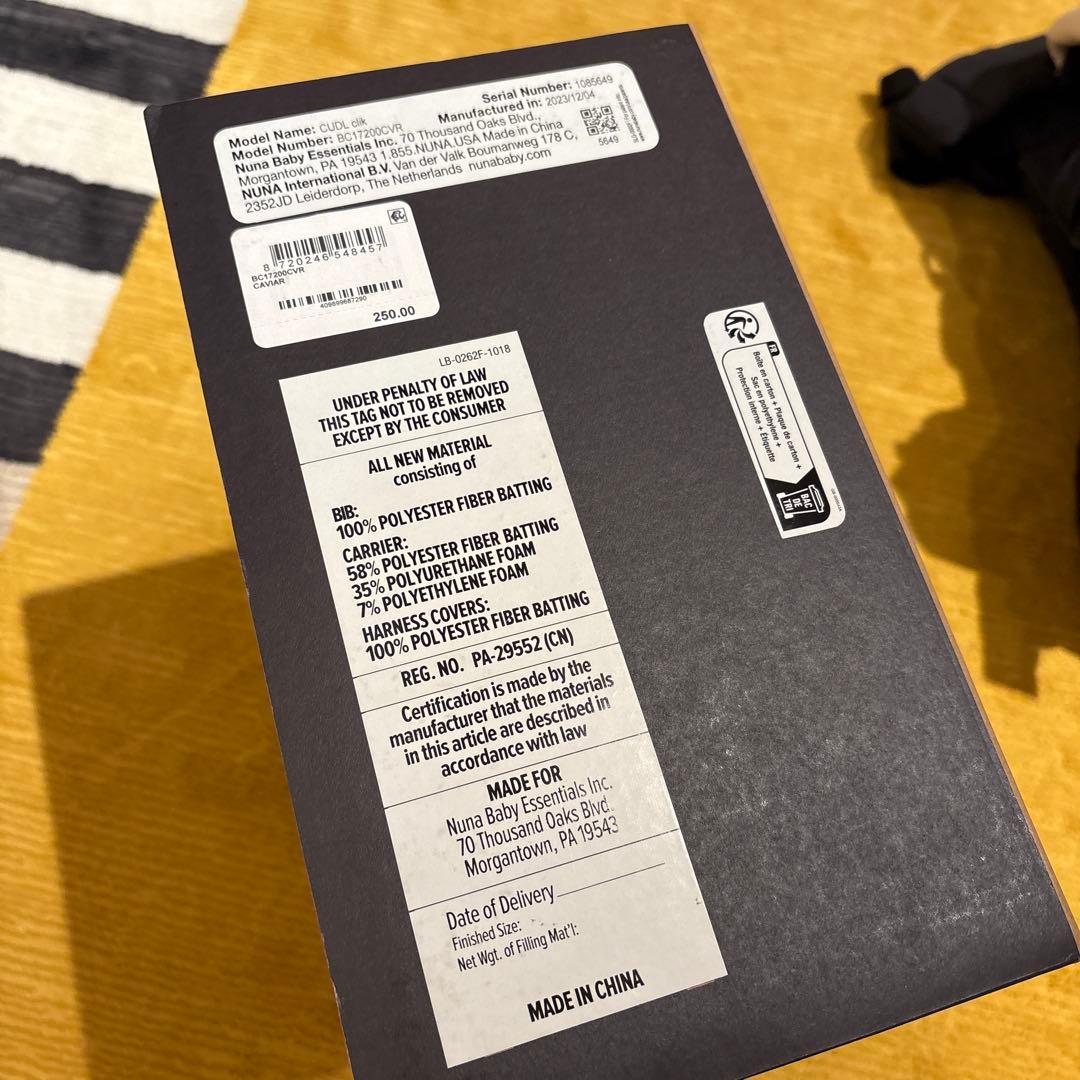 Model Name: CUDL clik
Serial Number: 1085649
Model Number: BC17200CVR
Manufactured in: 2023/12/04
Nuna Baby Essentials Inc. 70 Thousand Oaks Blvd.,
Morgantown, PA 19543 1.855.NUNA.USA Made in China
NUNA International B.V. Van der Valk Boumanweg 178 C,
2352JD Leiderdorp, The Netherlands nunababy.com
5649
8 720246 548457
BC17200CVR
CAVIAR
409899687290
250.00
LB-0262F-1018
UNDER PENALTY OF LAW
THIS TAG NOT TO BE REMOVED
EXCEPT BY THE CONSUMER
ALL NEW MATERIAL
consisting of
BIB:
100% POLYESTER FIBER BATTING
CARRIER:
58% POLYESTER FIBER BATTING
35% POLYURETHANE FOAM
7% POLYETHYLENE FOAM
HARNESS COVERS:
100% POLYESTER FIBER BATTING
REG. NO. PA-29552 (CN)
Certification is made by the
manufacturer that the materials
in this article are described in
accordance with law
MADE FOR
Nuna Baby Essentials Inc.
70 Thousand Oaks Blvd.
Morgantown, PA 19543
Date of Delivery
Finished Size:
Net Wgt. of Filling Mat'l:
MADE IN CHINA
FR
Boîte en carton + Plaque de carton +
Sac en polyéthylène +
Protection interne + Étiquette
BAC
DE
TRI